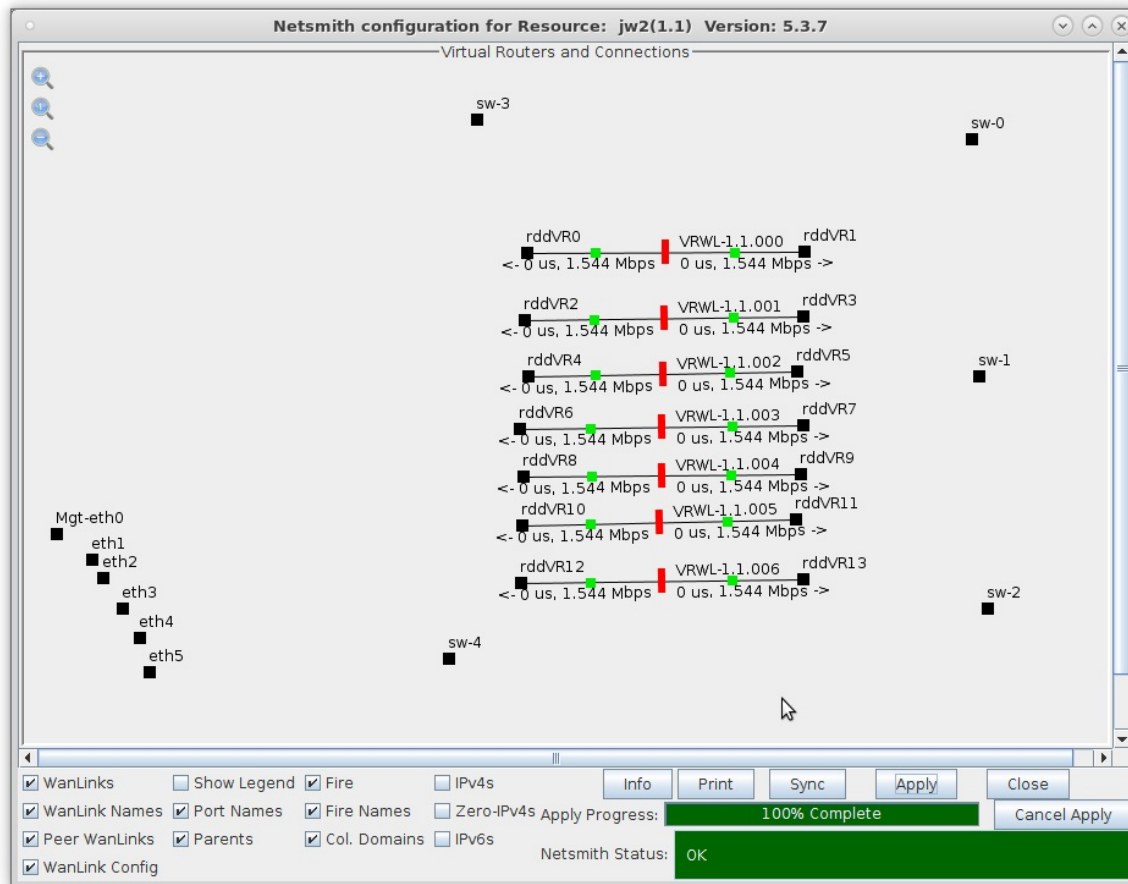 Netsmith configuration for Resource: jw2(1.1) Version: 5.3.7
Virtual Routers and Connections
sw-3
sw-0
rddVR0
VRWL-1.1.000
rddVR1
<- 0 us, 1.544 Mbps
0 us, 1.544 Mbps ->
rddVR2
VRWL-1.1.001
rddVR3
<- 0 us, 1.544 Mbps
0 us, 1.544 Mbps ->
rddVR4
VRWL-1.1.002
rddVR5
<- 0 us, 1.544 Mbps
0 us, 1.544 Mbps ->
sw-1
rddVR6
VRWL-1.1.003
rddVR7
<- 0 us, 1.544 Mbps
0 us, 1.544 Mbps ->
rddVR8
VRWL-1.1.004
rddVR9
<- 0 us, 1.544 Mbps
0 us, 1.544 Mbps ->
rddVR10
VRWL-1.1.005
rddVR11
<- 0 us, 1.544 Mbps
0 us, 1.544 Mbps ->
rddVR12
VRWL-1.1.006
rddVR13
<- 0 us, 1.544 Mbps
0 us, 1.544 Mbps ->
Mgt-eth0
eth1
eth2
eth3
eth4
eth5
sw-2
sw-4
WanLinks
Show Legend
Fire
IPv4s
Info
Print
Sync
Apply
Close
WanLink Names
Port Names
Fire Names
Zero-IPv4s
Apply Progress:
100% Complete
Cancel Apply
Peer WanLinks
Parents
Col. Domains
IPv6s
Netsmith Status:
OK
WanLink Config